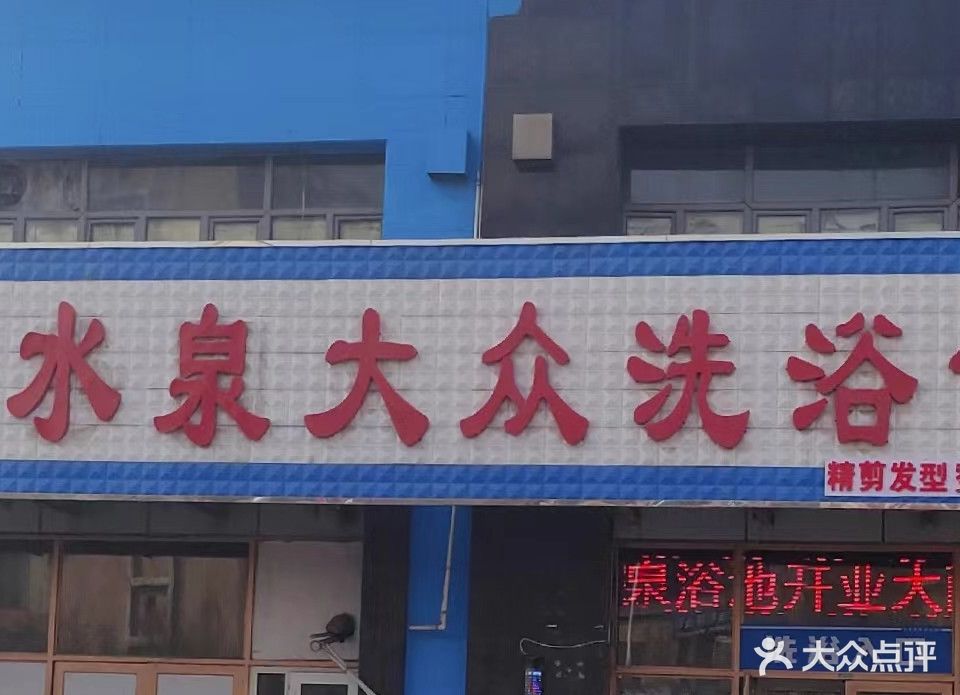 水泉大众洗浴
精剪发型
泉浴池开业大
大众点评